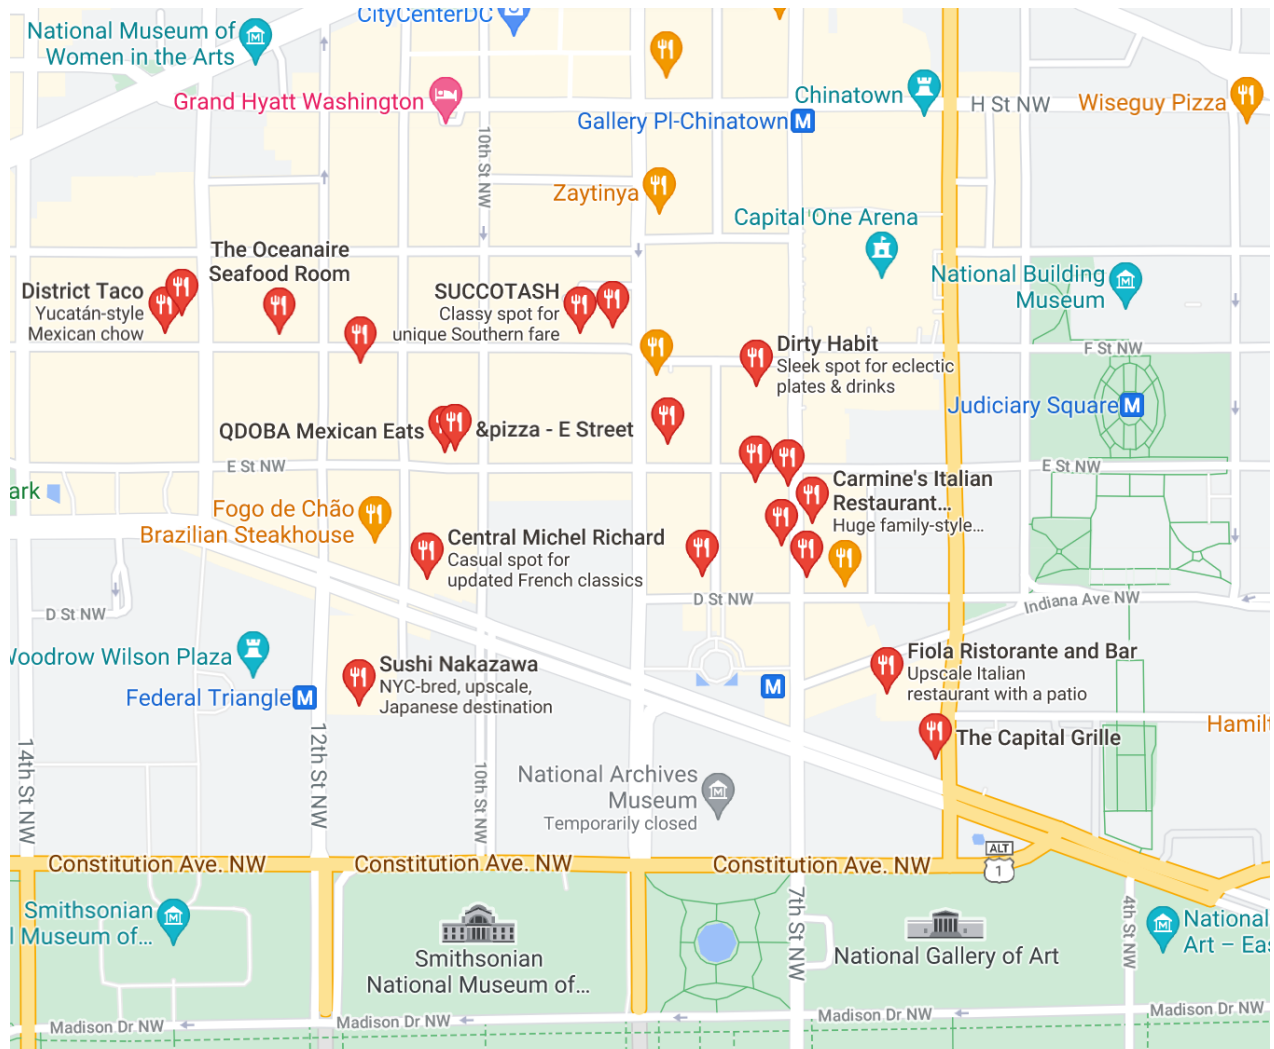 CityCenterDC
National Museum of
Women in the Arts
Grand Hyatt Washington
Chinatown
H St NW
Wiseguy Pizza
Gallery Pl-Chinatown
M
10th St NW
Zaytinya
Capital One Arena
The Oceanaire
Seafood Room
District Taco
Yucatán-style
Mexican chow
SUCCOTASH
Classy spot for
unique Southern fare
National Building
Museum
Dirty Habit
Sleek spot for eclectic
plates & drinks
F St NW
Judiciary Square
M
QDOBA Mexican Eats
&pizza - E Street
E St NW
E St NW
ark
Carmine's Italian
Restaurant...
Huge family-style...
Fogo de Chão
Brazilian Steakhouse
Central Michel Richard
Casual spot for
updated French classics
D St NW
D St NW
Indiana Ave NW
Woodrow Wilson Plaza
Federal Triangle
M
Sushi Nakazawa
NYC-bred, upscale,
Japanese destination
M
Fiola Ristorante and Bar
Upscale Italian
restaurant with a patio
The Capital Grille
Hamilt
14th St NW
12th St NW
10th St NW
National Archives
Museum
Temporarily closed
Constitution Ave. NW
Constitution Ave. NW
Constitution Ave. NW
ALT
1
Smithsonian
l Museum of...
Smithsonian
National Museum of...
7th St NW
National Gallery of Art
4th St NW
National
Art – Eas
Madison Dr NW
Madison Dr NW
Madison Dr NW
Madison Dr NW